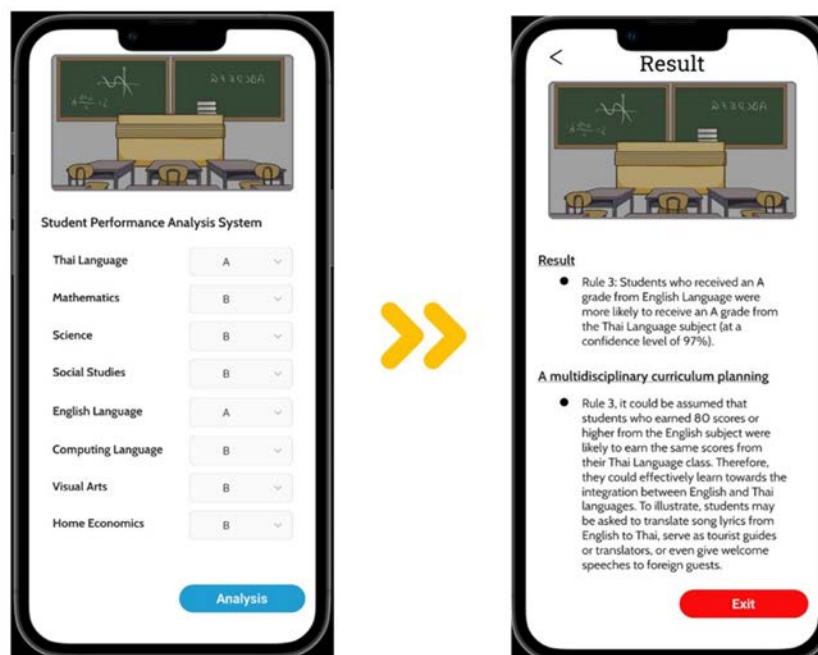 Student Performance Analysis System
Thai Language A
Mathematics B
Science B
Social Studies B
English Language A
Computing Language B
Visual Arts B
Home Economics B
Analysis
Result
Result
Rule 3: Students who received an A
grade from English Language were
more likely to receive an A grade from
the Thai Language subject (at a
confidence level of 97%).
A multidisciplinary curriculum planning
Rule 3, it could be assumed that
students who earned 80 scores or
higher from the English subject were
likely to earn the same scores from
their Thai Language class. Therefore,
they could effectively learn towards the
integration between English and Thai
languages. To illustrate, students may
be asked to translate song lyrics from
English to Thai, serve as tourist guides
or translators, or even give welcome
speeches to foreign guests.
Exit